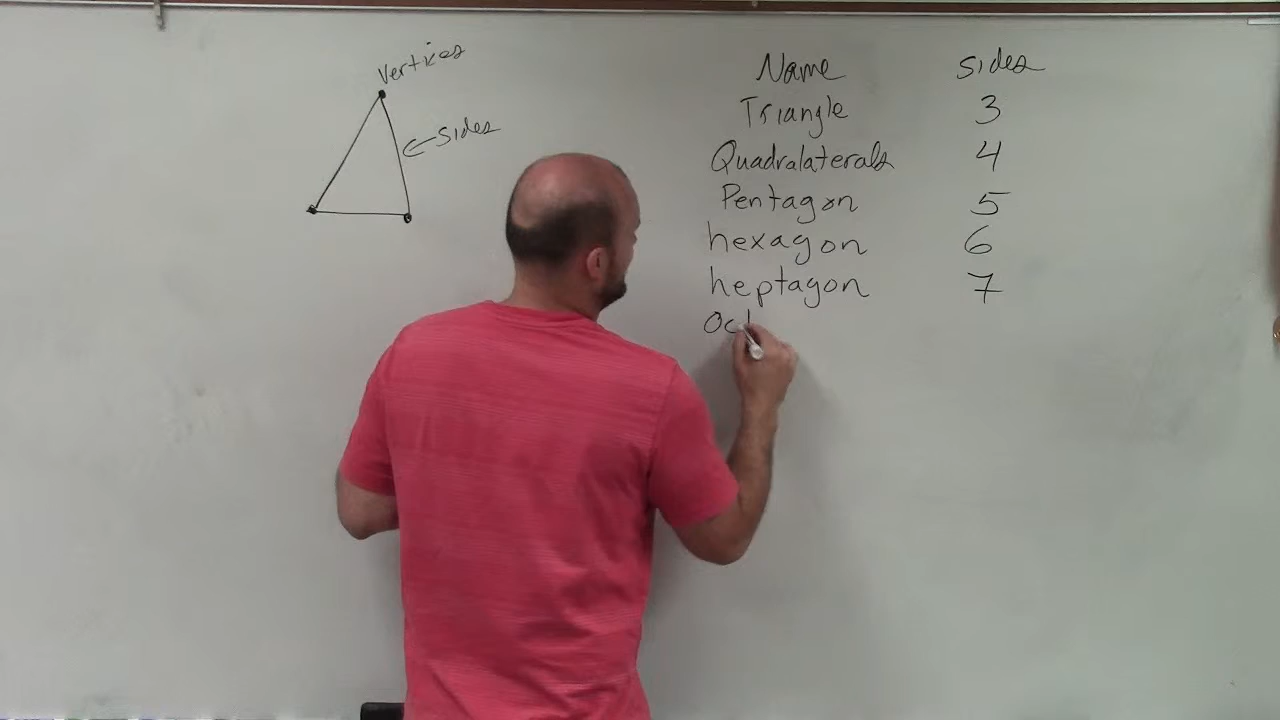 Vertices
sides
Name sides
Triangle 3
Quadralaterals 4
Pentagon 5
hexagon 6
heptagon 7
Oct